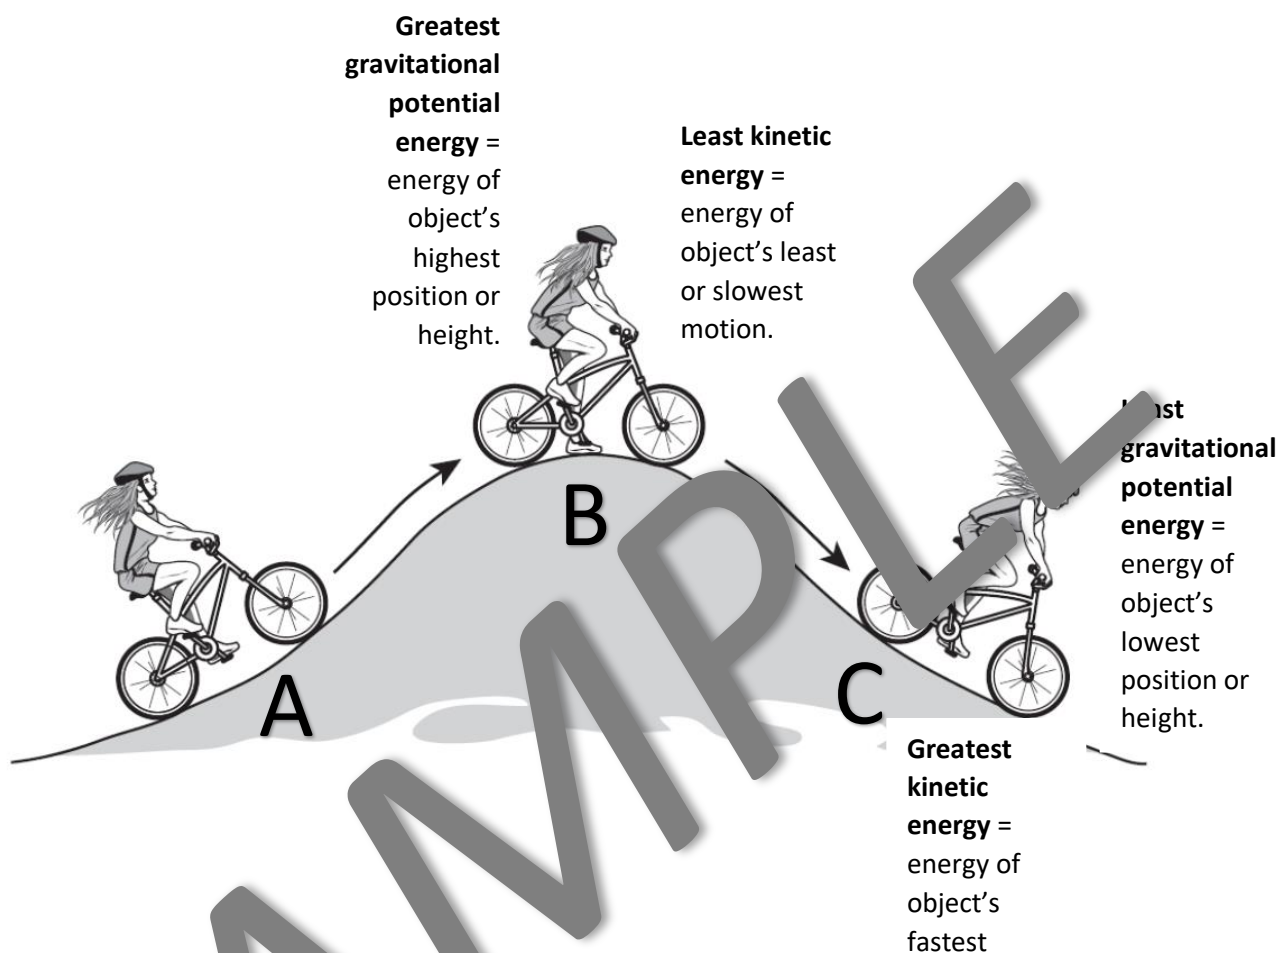 Greatest
gravitational
potential
energy =
energy of
object's
highest
position or
height.
Least kinetic
energy =
energy of
object's least
or slowest
motion.
gravitational
potential
energy =
energy of
object's
lowest
position or
height.
B
A
C
Greatest
kinetic
energy =
energy of
object's
fastest
AMPLE